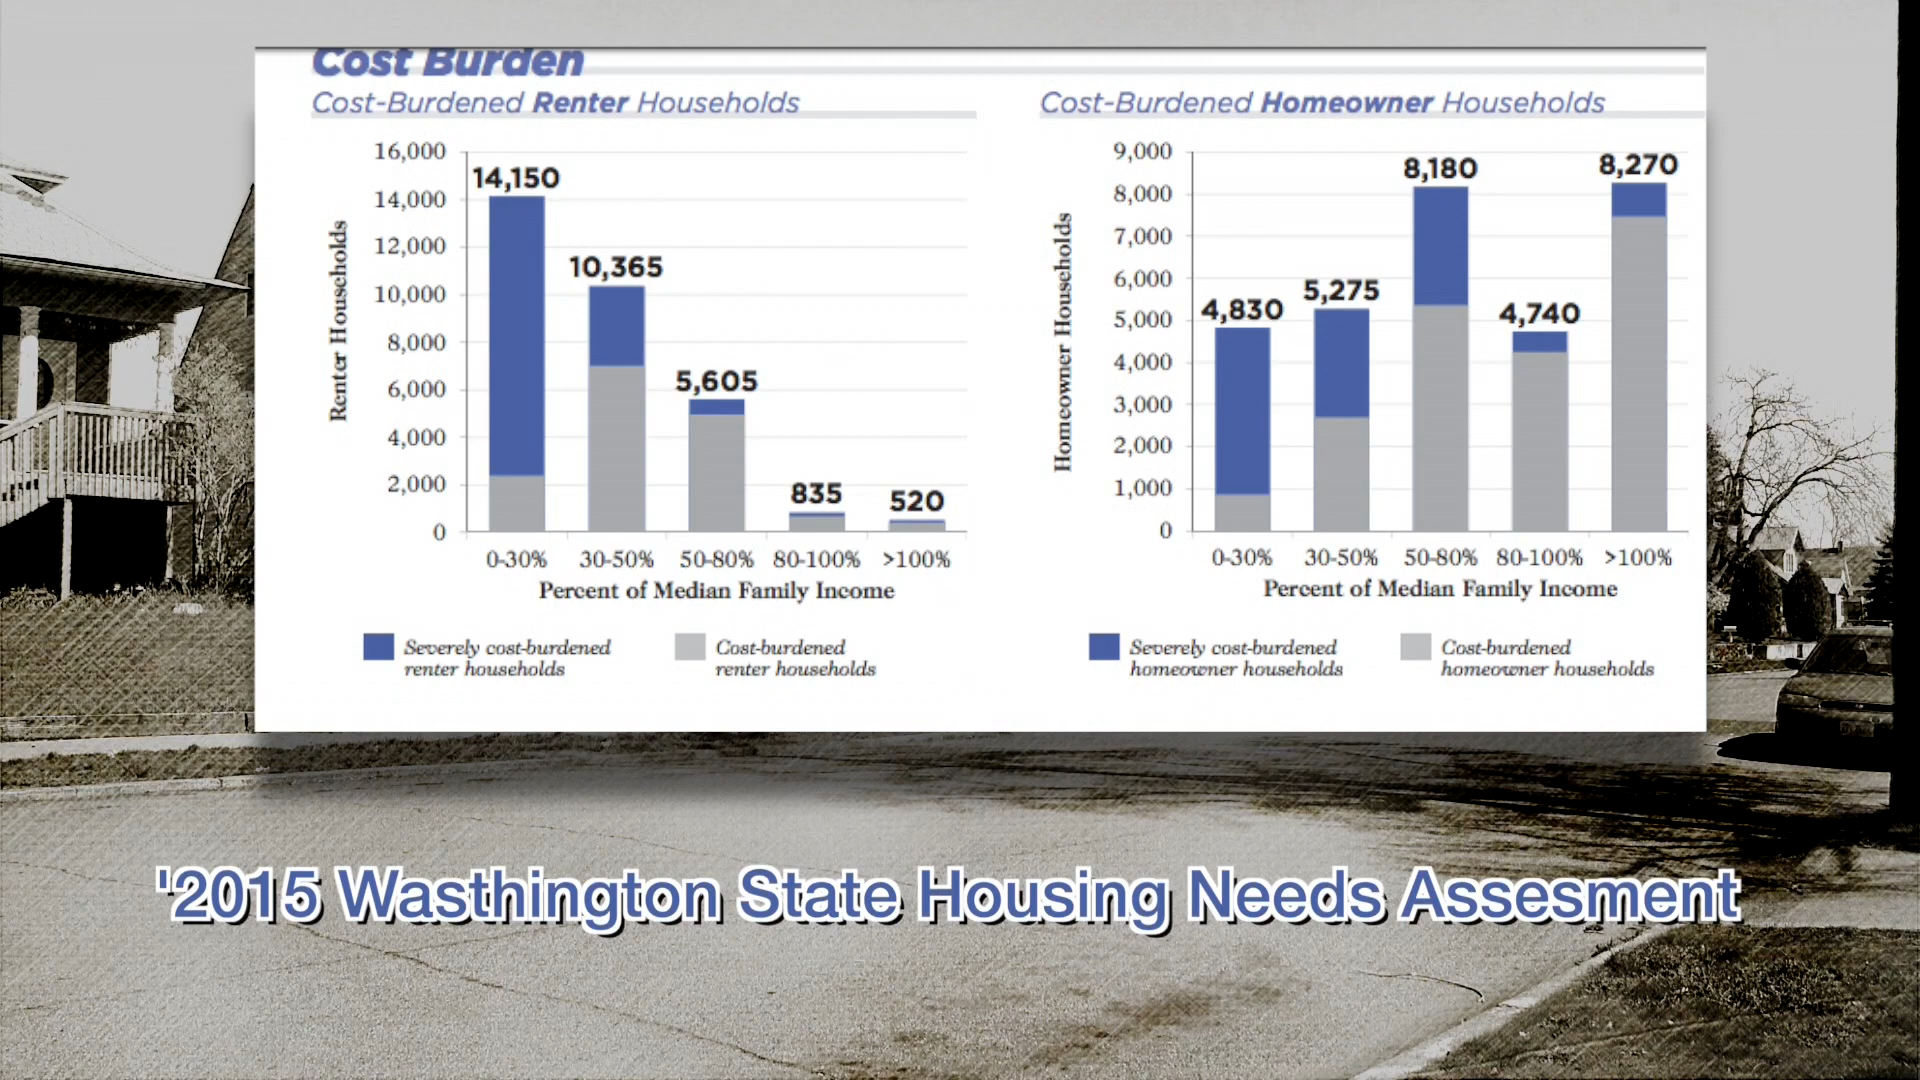 Cost Burden
Cost-Burdened Renter Households
16,000
14,000
12,000
10,000
8,000
6,000
4,000
2,000
0
Renter Households
14,150
10,365
5,605
835
520
0-30%
30-50%
50-80%
80-100%
>100%
Percent of Median Family Income
Severely cost-burdened
renter households
Cost-burdened
renter households
Cost-Burdened Homeowner Households
9,000
8,000
7,000
6,000
5,000
4,000
3,000
2,000
1,000
0
Homeowner Households
4,830
5,275
8,180
4,740
8,270
0-30%
30-50%
50-80%
80-100%
>100%
Percent of Median Family Income
Severely cost-burdened
homeowner households
Cost-burdened
homeowner households
'2015 Wasthington State Housing Needs Assesment